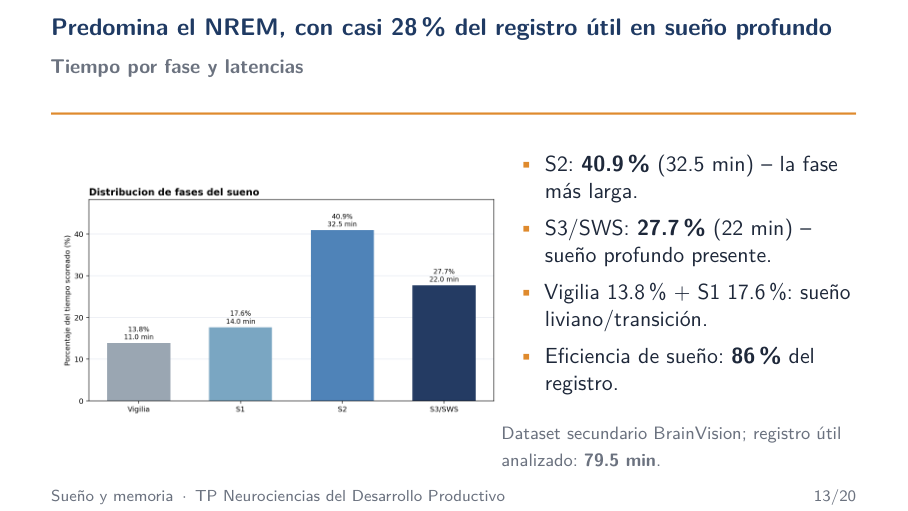 Predomina el NREM, con casi 28 % del registro útil en sueño profundo
Tiempo por fase y latencias
Distribucion de fases del sueno
Porcentaje del tiempo scoreado (%)
40
30
20
10
0
13.8%
11.0 min
17.6%
14.0 min
40.9%
32.5 min
27.7%
22.0 min
Vigilia
S1
S2
S3/SWS
S2: 40.9 % (32.5 min) – la fase
más larga.
S3/SWS: 27.7 % (22 min) –
sueño profundo presente.
Vigilia 13.8 % + S1 17.6 %: sueño
liviano/transición.
Eficiencia de sueño: 86 % del
registro.
Dataset secundario BrainVision; registro útil
analizado: 79.5 min.
Sueño y memoria · TP Neurociencias del Desarrollo Productivo
13/20